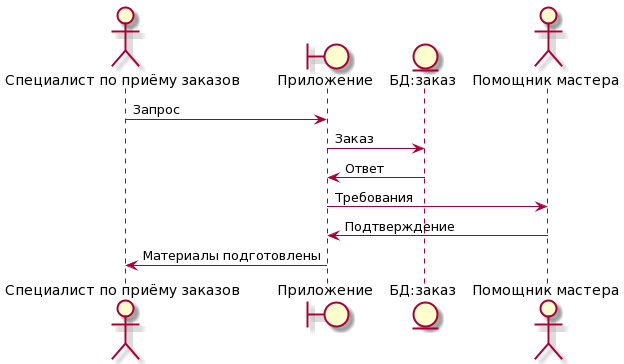 Специалист по приёму заказов
Приложение
БД:заказ
Помощник мастера
Запрос
Заказ
Ответ
Требования
Подтверждение
Материалы подготовлены
Специалист по приёму заказов
Приложение
БД:заказ
Помощник мастера